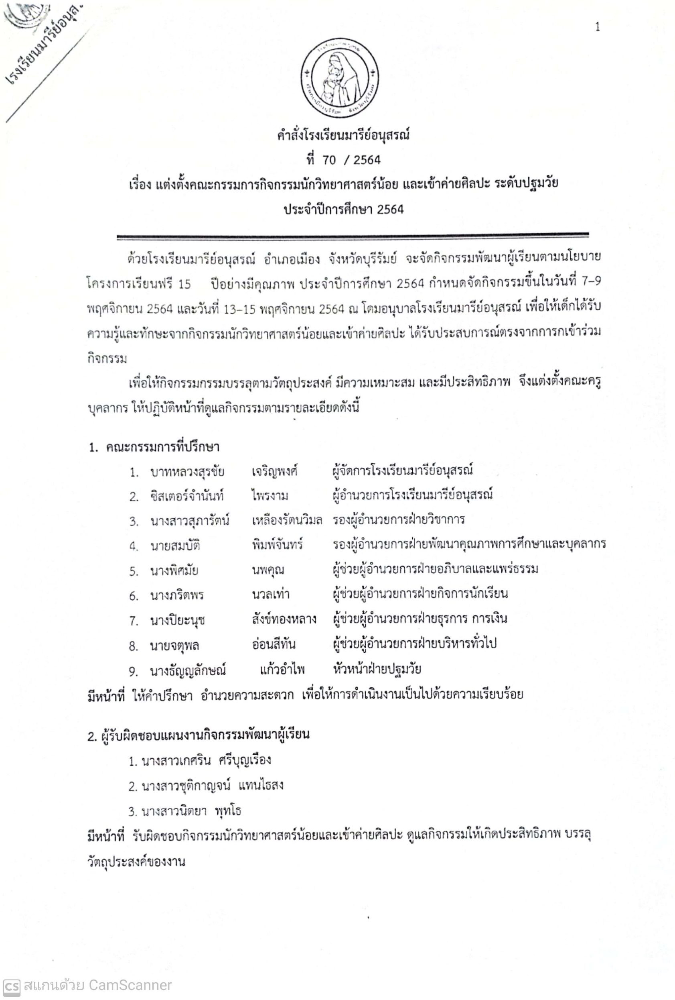 โรงเรียนมารีย์อนุส
1
คำสั่งโรงเรียนมารีย์อนุสรณ์
ที่ 70 / 2564
เรื่อง แต่งตั้งคณะกรรมการกิจกรรมนักวิทยาศาสตร์น้อย และเข้าค่ายศิลปะ ระดับปฐมวัย
ประจำปีการศึกษา 2564
ด้วยโรงเรียนมารีย์อนุสรณ์ อำเภอเมือง จังหวัดบุรีรัมย์ จะจัดกิจกรรมพัฒนาผู้เรียนตามนโยบาย
โครงการเรียนฟรี 15 ปีอย่างมีคุณภาพ ประจำปีการศึกษา 2564 กำหนดจัดกิจกรรมขึ้นในวันที่ 7-9
พฤศจิกายน 2564 และวันที่ 13-15 พฤศจิกายน 2564 ณ โดมอนุบาลโรงเรียนมารีย์อนุสรณ์ เพื่อให้เด็กได้รับ
ความรู้และทักษะจากกิจกรรมนักวิทยาศาสตร์น้อยและเข้าค่ายศิลปะ ได้รับประสบการณ์ตรงจากการกเข้าร่วม
กิจกรรม
เพื่อให้กิจกรรมกรรมบรรลุตามวัตถุประสงค์ มีความเหมาะสม และมีประสิทธิภาพ จึงแต่งตั้งคณะครู
บุคลากร ให้ปฏิบัติหน้าที่ดูแลกิจกรรมตามรายละเอียดดังนี้
1. คณะกรรมการที่ปรึกษา
1. บาทหลวงสุรชัย เจริญพงศ์ ผู้จัดการโรงเรียนมารีย์อนุสรณ์
2. ซิสเตอร์จำนันท์ ไพรงาม ผู้อำนวยการโรงเรียนมารีย์อนุสรณ์
3. นางสาวสุภารัตน์ เหลืองรัตนวิมล รองผู้อำนวยการฝ่ายวิชาการ
4. นายสมบัติ พิมพ์จันทร์ รองผู้อำนวยการฝ่ายพัฒนาคุณภาพการศึกษาและบุคลากร
5. นางพิศมัย นพคุณ ผู้ช่วยผู้อำนวยการฝ่ายอภิบาลและแพร่ธรรม
6. นางภริตพร นวลเท่า ผู้ช่วยผู้อำนวยการฝ่ายกิจการนักเรียน
7. นางปิยะนุช สังข์ทองหลาง ผู้ช่วยผู้อำนวยการฝ่ายธุรการ การเงิน
8. นายจตุพล อ่อนสีทัน ผู้ช่วยผู้อำนวยการฝ่ายบริหารทั่วไป
9. นางธัญญลักษณ์ แก้วอำไพ หัวหน้าฝ่ายปฐมวัย
มีหน้าที่ ให้คำปรึกษา อำนวยความสะดวก เพื่อให้การดำเนินงานเป็นไปด้วยความเรียบร้อย
2. ผู้รับผิดชอบแผนงานกิจกรรมพัฒนาผู้เรียน
1. นางสาวเกศริน ศรีบุญเรือง
2. นางสาวชุติกาญจน์ แทนไธสง
3. นางสาวนิตยา พุทโธ
มีหน้าที่ รับผิดชอบกิจกรรมนักวิทยาศาสตร์น้อยและเข้าค่ายศิลปะ ดูแลกิจกรรมให้เกิดประสิทธิภาพ บรรลุ
วัตถุประสงค์ของงาน
CS สแกนด้วย CamScanner